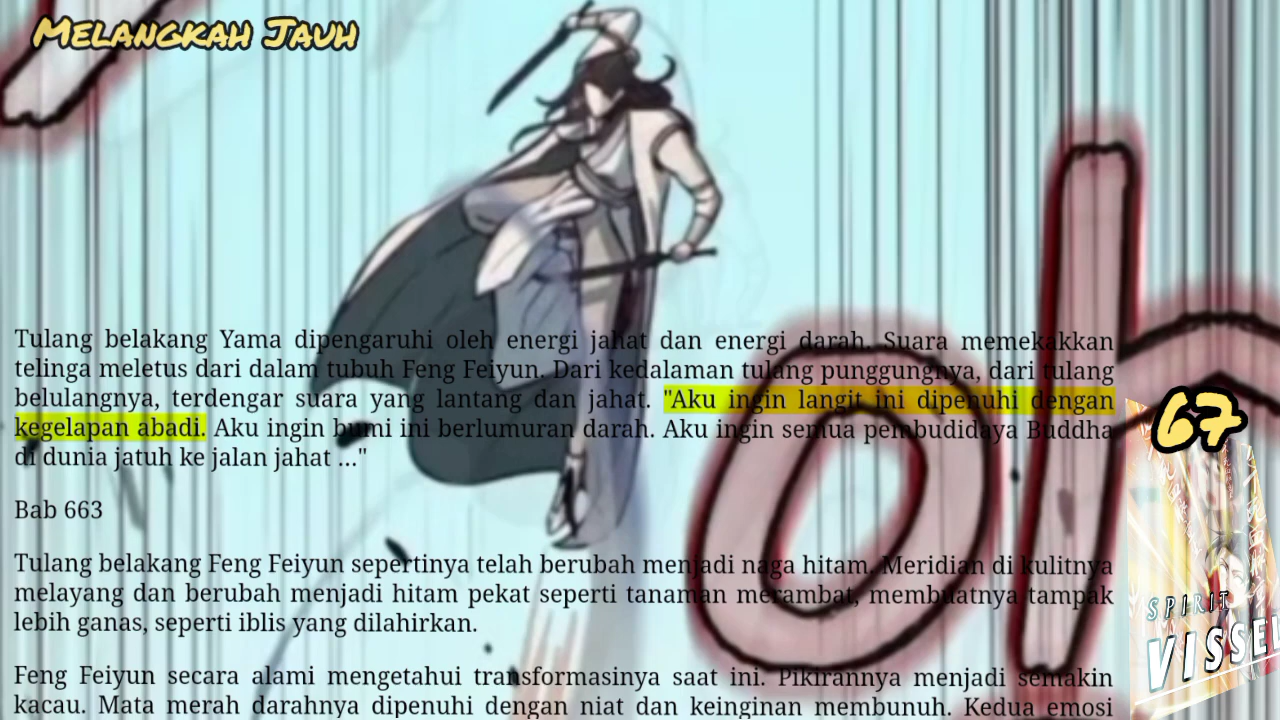 Melangkah Jauh
Tulang belakang Yama dipengaruhi oleh energi jahat dan energi darah. Suara memekakkan
telinga meletus dari dalam tubuh Feng Feiyun. Dari kedalaman tulang punggungnya, dari tulang
belulangnya, terdengar suara yang lantang dan jahat. "Aku ingin langit ini dipenuhi dengan
kegelapan abadi. Aku ingin bumi ini berlumuran darah. Aku ingin semua pembudidaya Buddha
di dunia jatuh ke jalan jahat ..."
67
Bab 663
Tulang belakang Feng Feiyun sepertinya telah berubah menjadi naga hitam. Meridian di kulitnya
melayang dan berubah menjadi hitam pekat seperti tanaman merambat, membuatnya tampak
lebih ganas, seperti iblis yang dilahirkan.
SPIRIT
VISSE
Feng Feiyun secara alami mengetahui transformasinya saat ini. Pikirannya menjadi semakin
kacau. Mata merah darahnya dipenuhi dengan niat dan keinginan membunuh. Kedua emosi